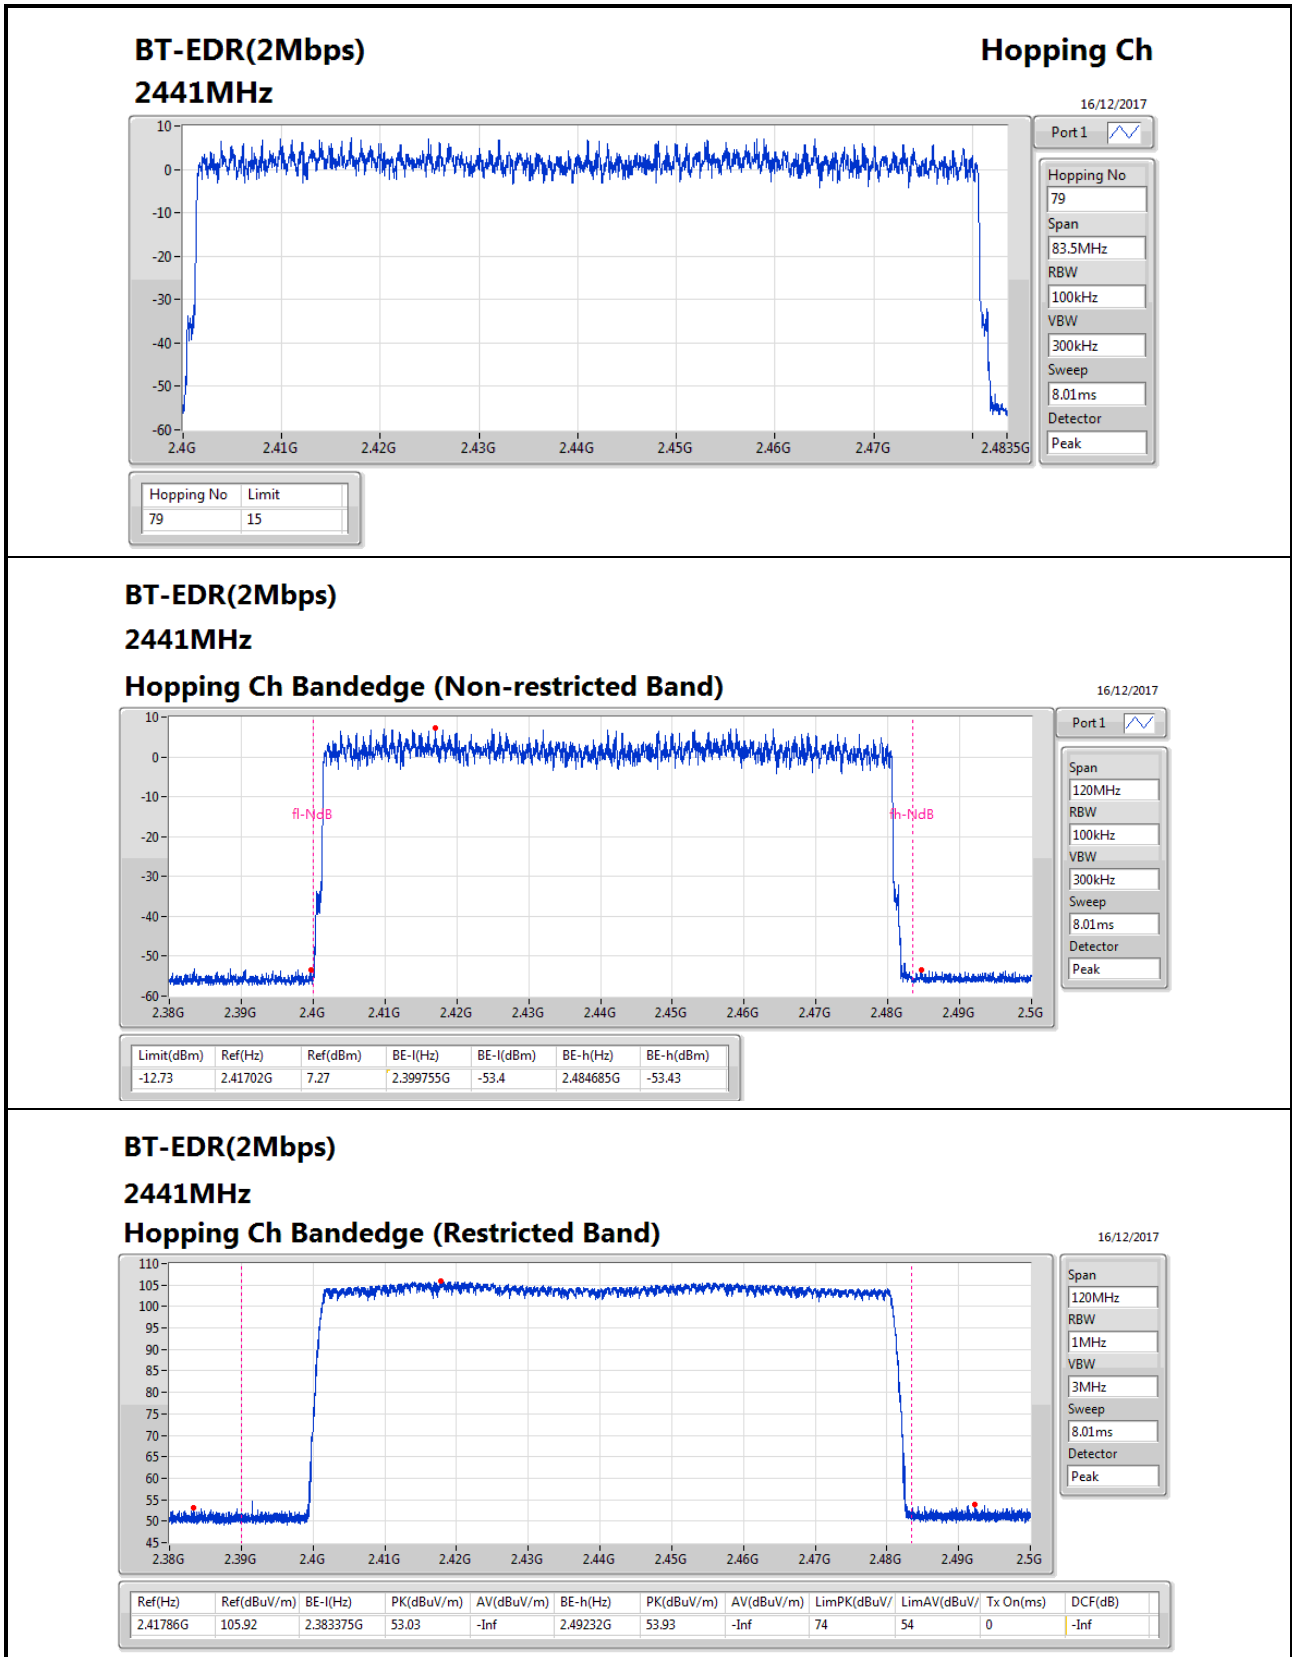 BT-EDR(2Mbps)
Hopping Ch
2441MHz
16/12/2017
10
0
-10
-20
-30
-40
-50
-60
2.4G 2.41G 2.42G 2.43G 2.44G 2.45G 2.46G 2.47G 2.4835G
Port 1
Hopping No
79
Span
83.5MHz
RBW
100kHz
VBW
300kHz
Sweep
8.01ms
Detector
Peak
Hopping No Limit
79 15
BT-EDR(2Mbps)
2441MHz
Hopping Ch Bandedge (Non-restricted Band)
16/12/2017
10
0
-10
-20
-30
-40
-50
-60
fl-NdB
fh-NdB
2.38G 2.39G 2.4G 2.41G 2.42G 2.43G 2.44G 2.45G 2.46G 2.47G 2.48G 2.49G 2.5G
Port 1
Span
120MHz
RBW
100kHz
VBW
300kHz
Sweep
8.01ms
Detector
Peak
Limit(dBm) Ref(Hz) Ref(dBm) BE-l(Hz) BE-l(dBm) BE-h(Hz) BE-h(dBm)
-12.73 2.41702G 7.27 2.399755G -53.4 2.484685G -53.43
BT-EDR(2Mbps)
2441MHz
Hopping Ch Bandedge (Restricted Band)
16/12/2017
110
105
100
95
90
85
80
75
70
65
60
55
50
45
2.38G 2.39G 2.4G 2.41G 2.42G 2.43G 2.44G 2.45G 2.46G 2.47G 2.48G 2.49G 2.5G
Span
120MHz
RBW
1MHz
VBW
3MHz
Sweep
8.01ms
Detector
Peak
Ref(Hz) Ref(dBuV/m) BE-l(Hz) PK(dBuV/m) AV(dBuV/m) BE-h(Hz) PK(dBuV/m) AV(dBuV/m) LimPK(dBuV/ LimAV(dBuV/ Tx On(ms) DCF(dB)
2.41786G 105.92 2.383375G 53.03 -Inf 2.49232G 53.93 -Inf 74 54 0 -Inf